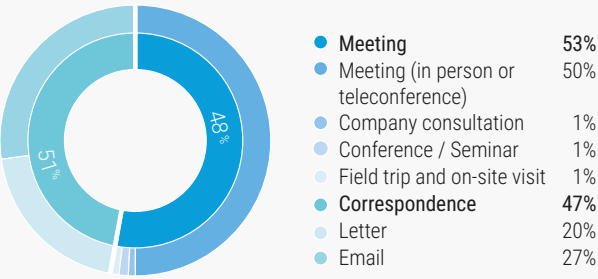 48%
51%
Meeting 53%
Meeting (in person or 50%
teleconference)
Company consultation 1%
Conference / Seminar 1%
Field trip and on-site visit 1%
Correspondence 47%
Letter 20%
Email 27%